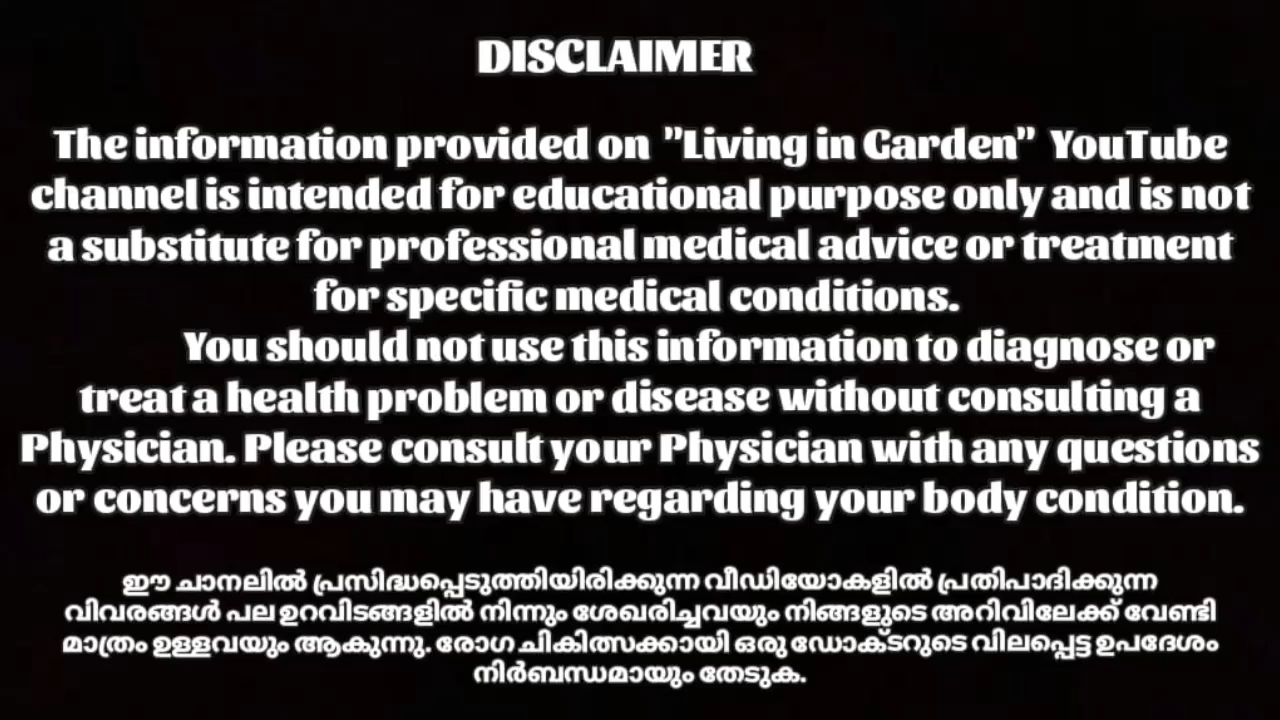 DISCLAIMER
The information provided on "Living in Garden" YouTube
channel is intended for educational purpose only and is not
a substitute for professional medical advice or treatment
for specific medical conditions.
You should not use this information to diagnose or
treat a health problem or disease without consulting a
Physician. Please consult your Physician with any questions
or concerns you may have regarding your body condition.
ഈ ചാനലിൽ പ്രസിദ്ധപ്പെടുത്തിയിരിക്കുന്ന വീഡിയോകളിൽ പ്രതിപാദിക്കുന്ന
വിവരങ്ങൾ പല ഉറവിടങ്ങളിൽ നിന്നും ശേഖരിച്ചവയും നിങ്ങളുടെ അറിവിലേക്ക് വേണ്ടി
മാത്രം ഉള്ളവയും ആകുന്നു. രോഗ ചികിത്സക്കായി ഒരു ഡോക്ടറുടെ വിലപ്പെട്ട ഉപദേശം
നിർബന്ധമായും തേടുക.